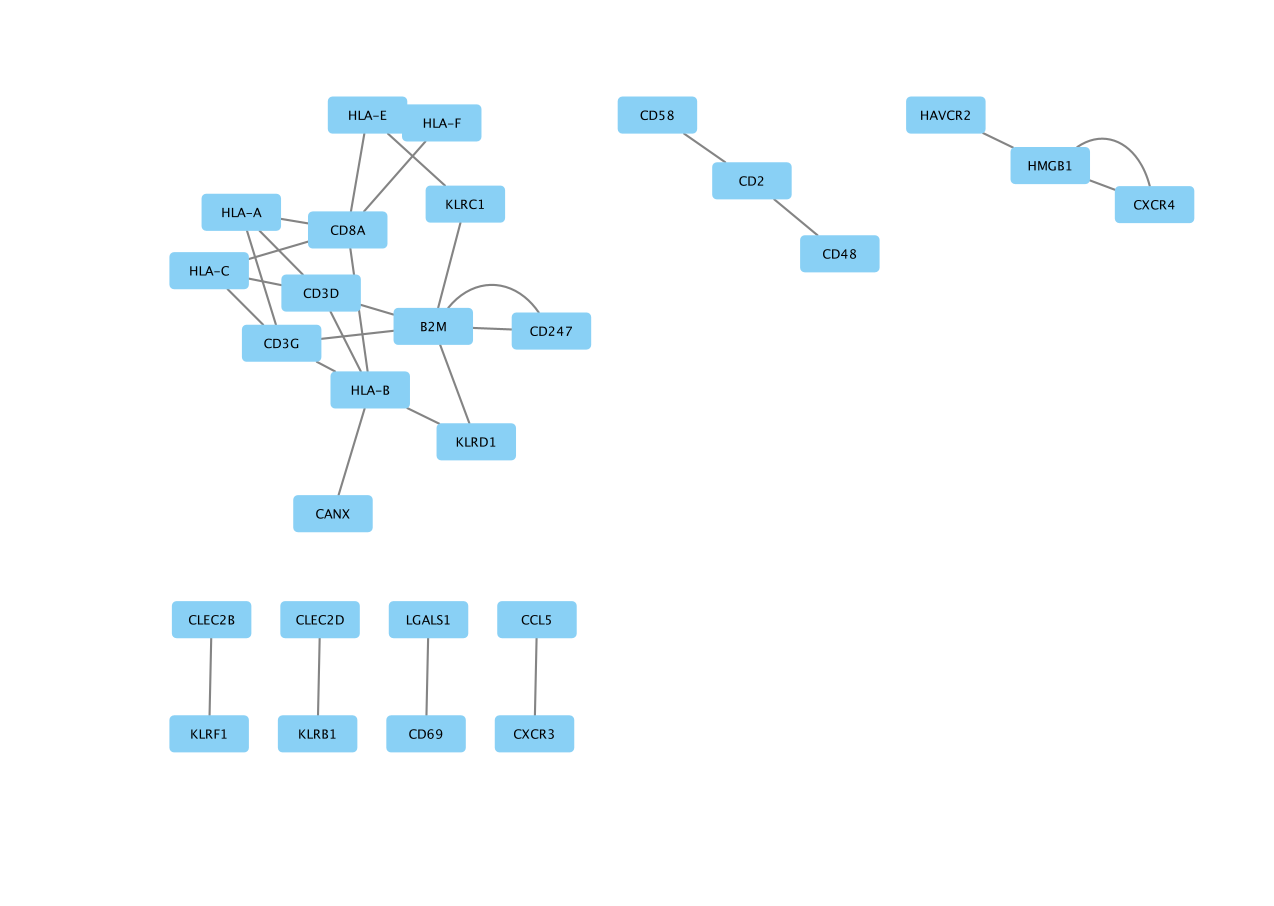 HLA-E
HLA-F
HLA-A
KLRC1
CD8A
HLA-C
CD3D
CD3G
B2M
CD247
HLA-B
KLRD1
CANX
CD58
CD2
CD48
HAVCR2
HMGB1
CXCR4
CLEC2B
CLEC2D
LGALS1
CCL5
KLRF1
KLRB1
CD69
CXCR3